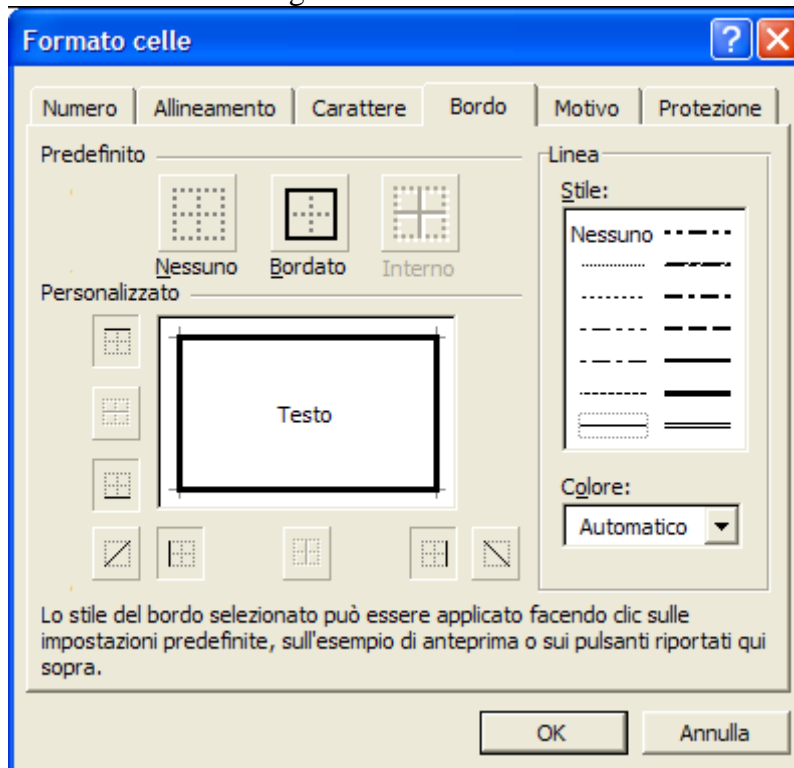 Formato celle
Numero Allineamento Carattere Bordo Motivo Protezione
Predefinito
Nessuno Bordato Interno
Personalizzato
Testo
Linea
Stile:
Nessuno
Colore:
Automatico
Lo stile del bordo selezionato può essere applicato facendo clic sulle
impostazioni predefinite, sull'esempio di anteprima o sui pulsanti riportati qui
sopra.
OK Annulla